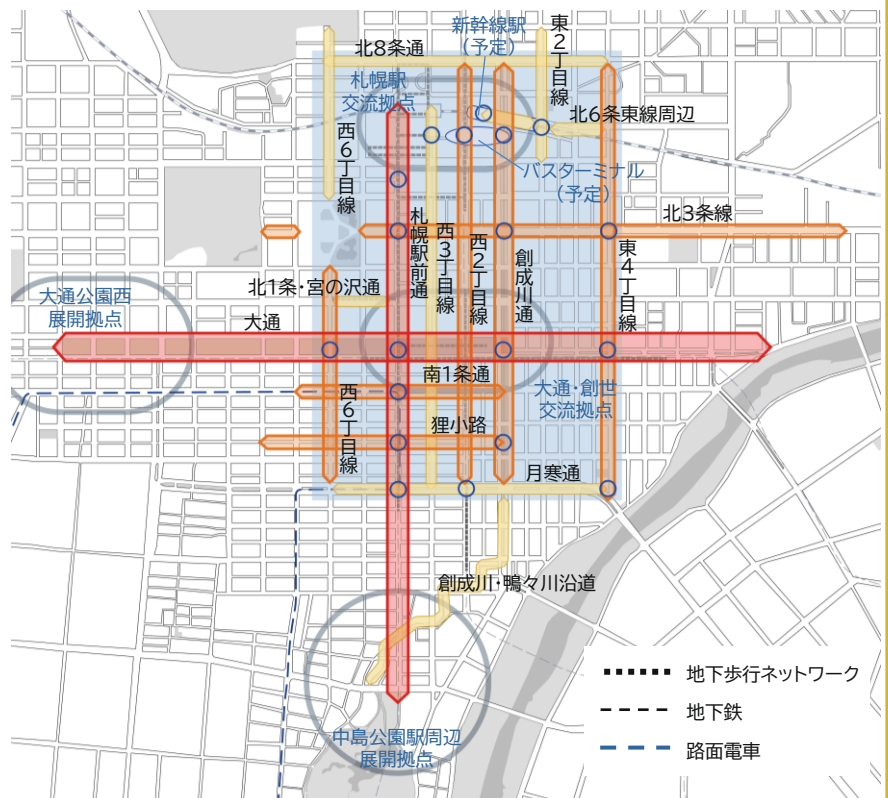 北8条通
新幹線駅
（予定）
東2丁目線
札幌駅
交流拠点
北6条東線周辺
西6丁目線
バスターミナル
（予定）
札幌駅前通
西3丁目線
西2丁目線
創成川通
北3条線
東4丁目線
北1条・宮の沢通
大通公園西
展開拠点
大通
南1条通
大通・創世
交流拠点
西6丁目線
狸小路
月寒通
創成川・鴨々川沿道
中島公園駅周辺
展開拠点
地下歩行ネットワーク
地下鉄
路面電車